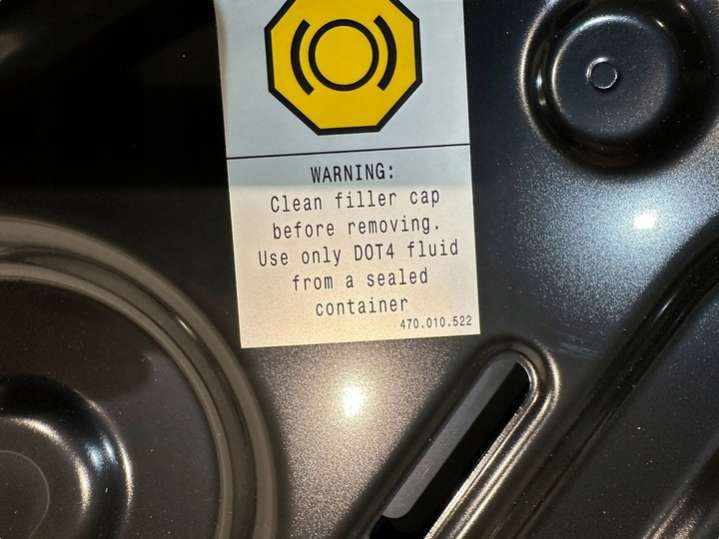 WARNING:
Clean filler cap
before removing.
Use only DOT4 fluid
from a sealed
container
470.010.522